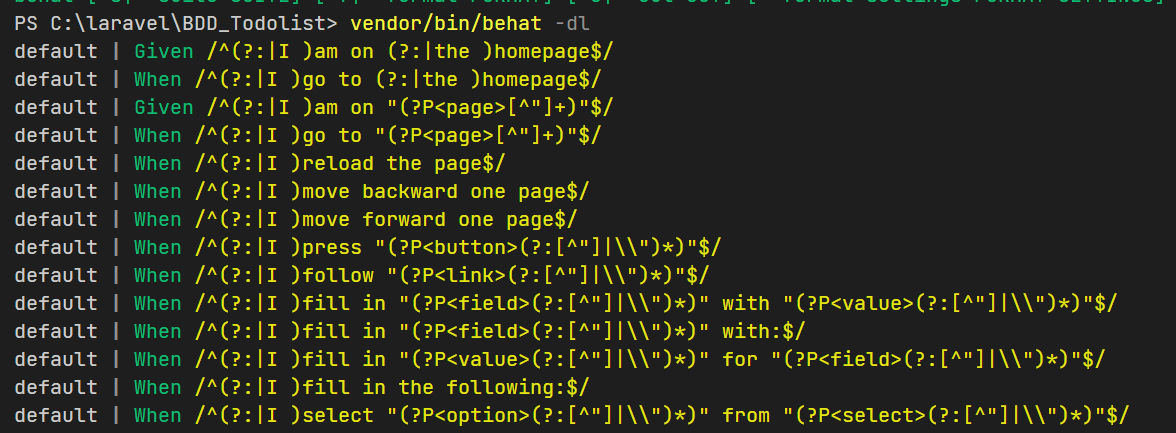 PS C:\laravel\BDD_Todolist> vendor/bin/behat -dl
default | Given /^(?:|I )am on (?:|the )homepage$/
default | When /^(?:|I )go to (?:|the )homepage$/
default | Given /^(?:|I )am on "(?P<page>[^"]+)"$/
default | When /^(?:|I )go to "(?P<page>[^"]+)"$/
default | When /^(?:|I )reload the page$/
default | When /^(?:|I )move backward one page$/
default | When /^(?:|I )move forward one page$/
default | When /^(?:|I )press "(?P<button>(?:[^"]|\\")*)"$/
default | When /^(?:|I )follow "(?P<link>(?:[^"]|\\")*)"$/
default | When /^(?:|I )fill in "(?P<field>(?:[^"]|\\")*)" with "(?P<value>(?:[^"]|\\")*)"$/
default | When /^(?:|I )fill in "(?P<field>(?:[^"]|\\")*)" with:$/
default | When /^(?:|I )fill in "(?P<value>(?:[^"]|\\")*)" for "(?P<field>(?:[^"]|\\")*)"$/
default | When /^(?:|I )fill in the following:$/
default | When /^(?:|I )select "(?P<option>(?:[^"]|\\")*)" from "(?P<select>(?:[^"]|\\")*)"$/